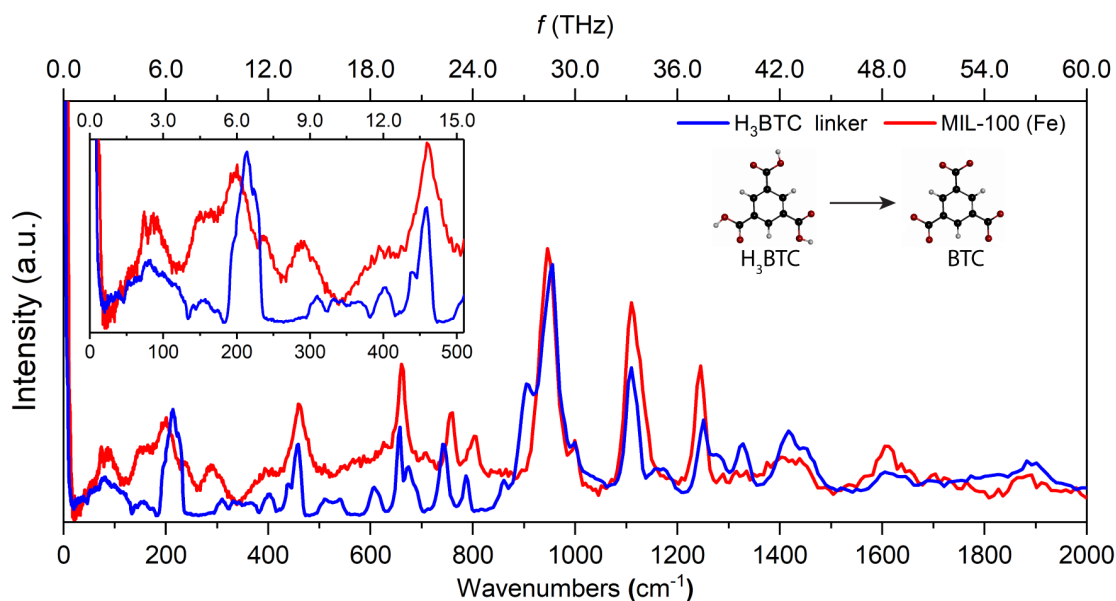 f (THz)
0.0 6.0 12.0 18.0 24.0 30.0 36.0 42.0 48.0 54.0 60.0
0.0 3.0 6.0 9.0 12.0 15.0
H₃BTC linker MIL-100 (Fe)
H₃BTC BTC
0 100 200 300 400 500
Intensity (a.u.)
0 200 400 600 800 1000 1200 1400 1600 1800 2000
Wavenumbers (cm⁻¹)